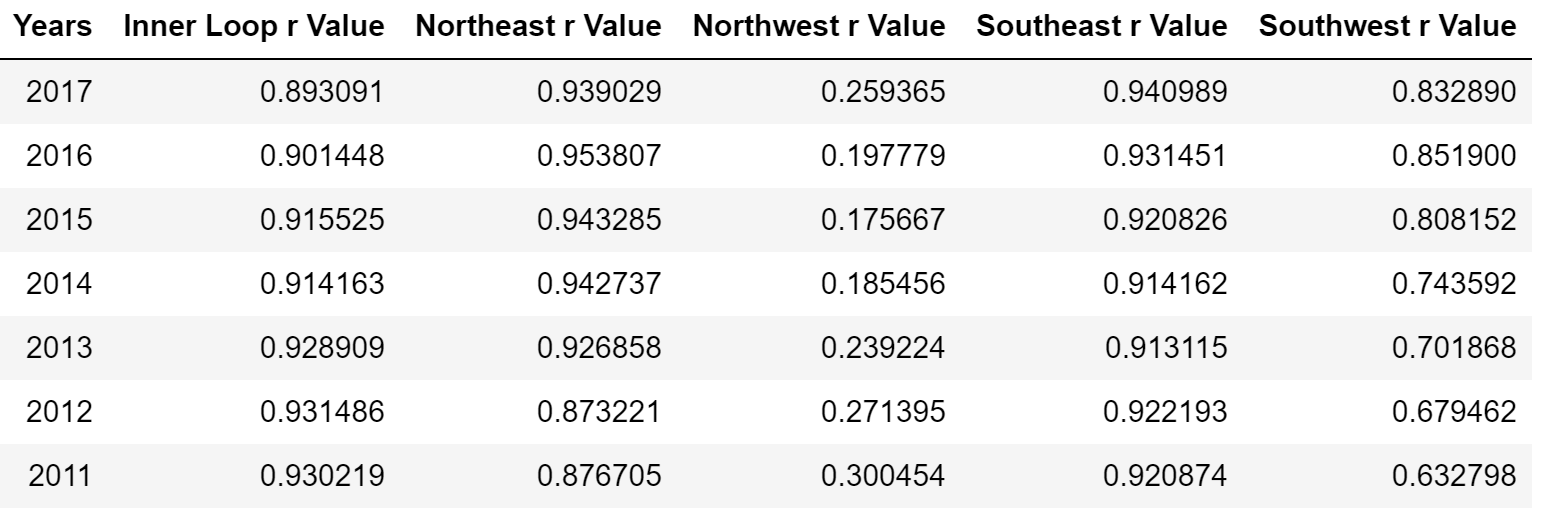 Years Inner Loop r Value Northeast r Value Northwest r Value Southeast r Value Southwest r Value
2017 0.893091 0.939029 0.259365 0.940989 0.832890
2016 0.901448 0.953807 0.197779 0.931451 0.851900
2015 0.915525 0.943285 0.175667 0.920826 0.808152
2014 0.914163 0.942737 0.185456 0.914162 0.743592
2013 0.928909 0.926858 0.239224 0.913115 0.701868
2012 0.931486 0.873221 0.271395 0.922193 0.679462
2011 0.930219 0.876705 0.300454 0.920874 0.632798